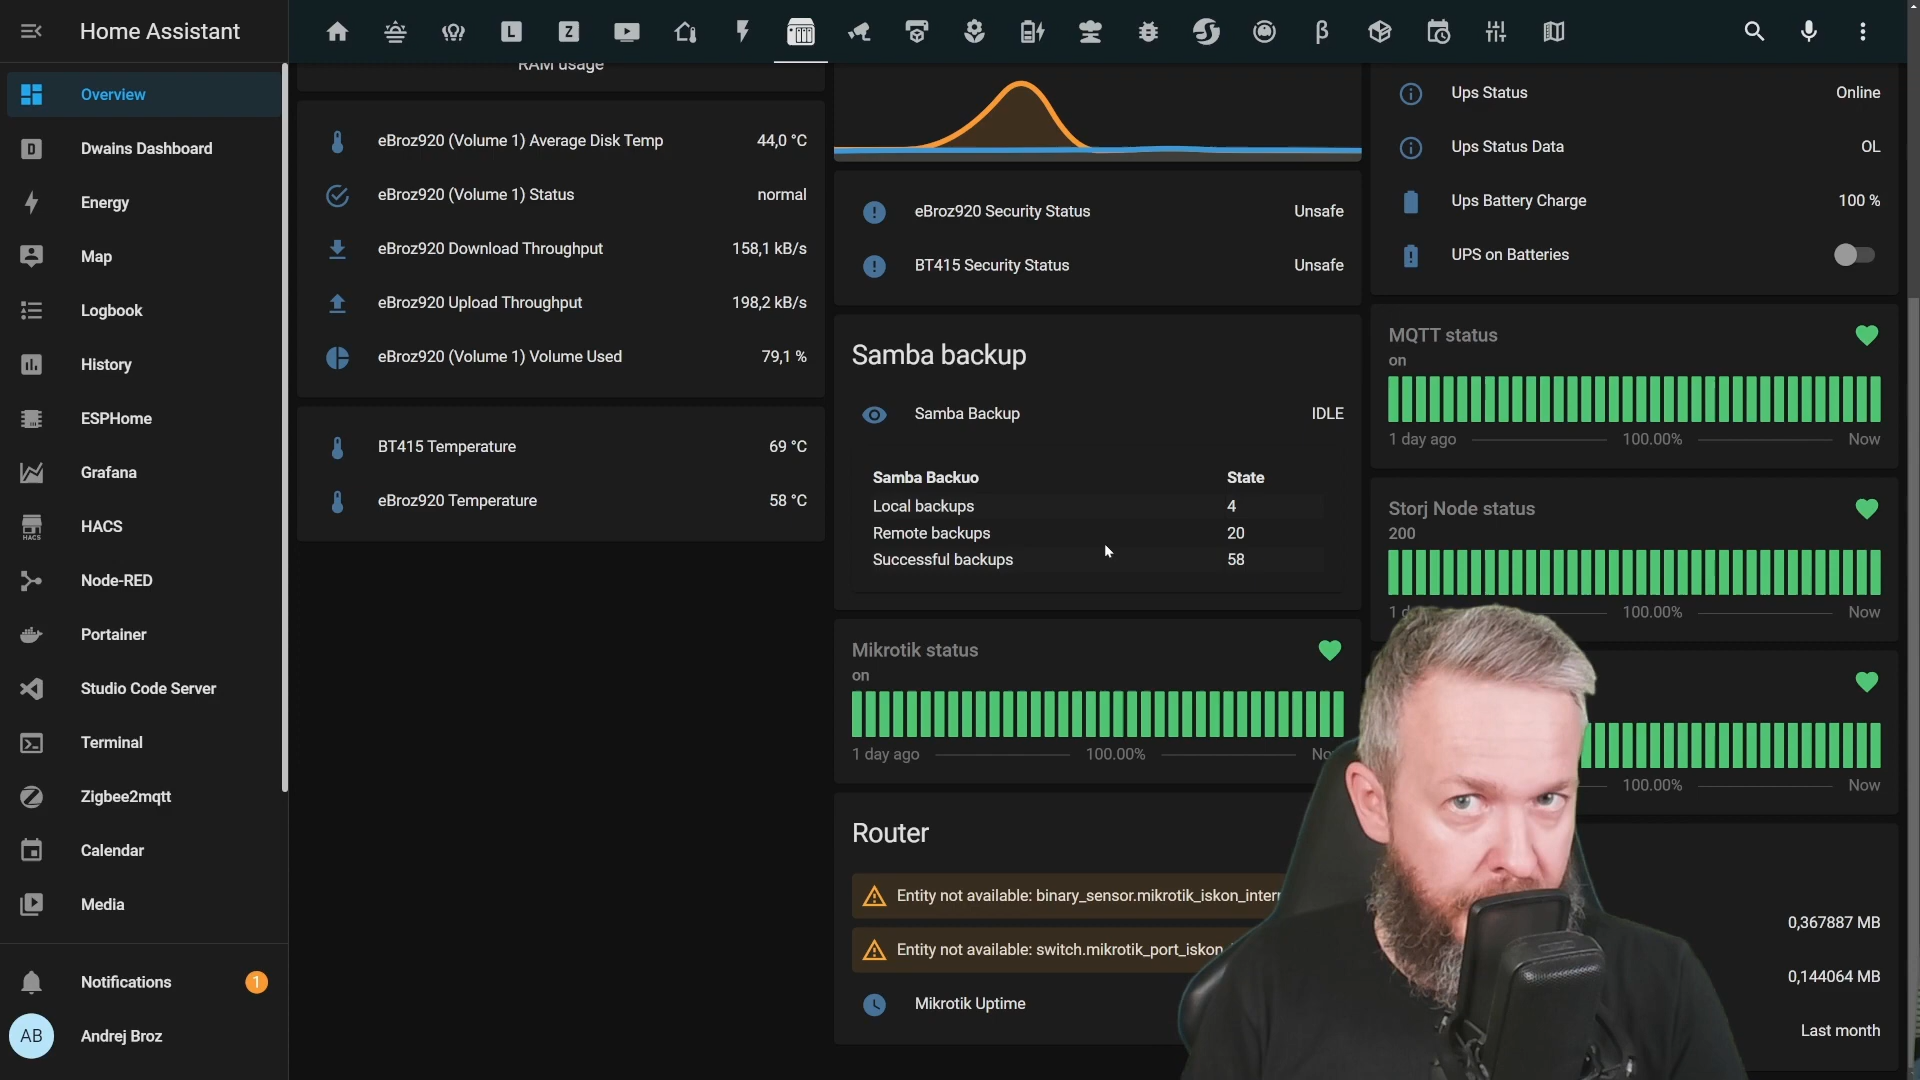 Home Assistant
L
Z
β
Overview
D
Dwains Dashboard
Energy
Map
Logbook
History
ESPHome
Grafana
HACS
HACS
Node-RED
Portainer
Studio Code Server
Terminal
Zigbee2mqtt
Calendar
Media
Notifications
1
AB
Andrej Broz
RAM usage
eBroz920 (Volume 1) Average Disk Temp
44,0 °C
eBroz920 (Volume 1) Status
normal
eBroz920 Download Throughput
158,1 kB/s
eBroz920 Upload Throughput
198,2 kB/s
eBroz920 (Volume 1) Volume Used
79,1 %
BT415 Temperature
69 °C
eBroz920 Temperature
58 °C
eBroz920 Security Status
Unsafe
BT415 Security Status
Unsafe
Samba backup
Samba Backup
IDLE
Samba Backuo
State
Local backups
4
Remote backups
20
Successful backups
58
Mikrotik status
on
1 day ago
100.00%
Router
Entity not available: binary_sensor.mikrotik_iskon_intern
Entity not available: switch.mikrotik_port_iskon_
Mikrotik Uptime
Ups Status
Online
Ups Status Data
OL
Ups Battery Charge
100 %
UPS on Batteries
MQTT status
on
1 day ago
100.00%
Now
Storj Node status
200
100.00%
Now
100.00%
Now
0,367887 MB
0,144064 MB
Last month